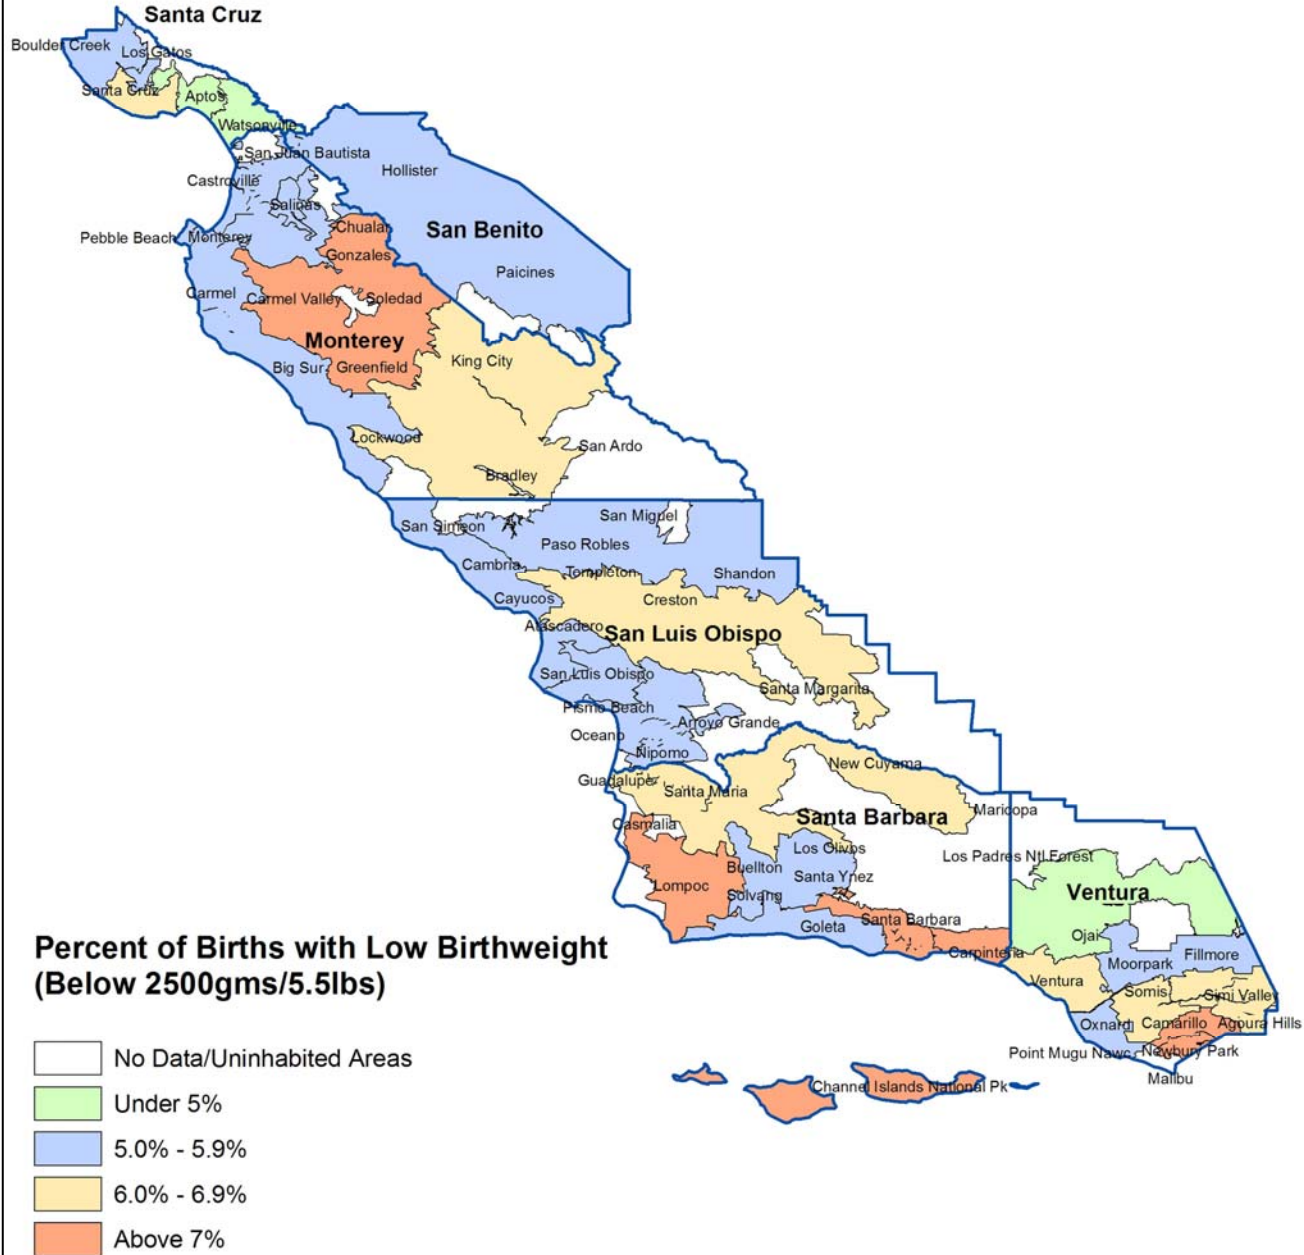 Santa Cruz
Boulder Creek
Los Gatos
Santa Cruz
Aptos
Watsonville
San Juan Bautista
Hollister
Castroville
Salinas
Chualar
San Benito
Pebble Beach
Monterey
Gonzales
Paicines
Carmel
Carmel Valley
Soledad
Monterey
King City
Big Sur
Greenfield
Lockwood
San Ardo
Bradley
San Simeon
San Miguel
Paso Robles
Cambria
Templeton
Shandon
Cayucos
Creston
Atascadero
San Luis Obispo
San Luis Obispo
Santa Margarita
Pismo Beach
Arroyo Grande
Oceano
Nipomo
New Cuyama
Guadalupe
Santa Maria
Maricopa
Casmalia
Santa Barbara
Los Olivos
Los Padres Ntl Forest
Buellton
Santa Ynez
Lompoc
Solvang
Ventura
Santa Barbara
Goleta
Ojai
Carpinteria
Moorpark
Fillmore
Ventura
Somis
Simi Valley
Oxnard
Camarillo
Agoura Hills
Point Mugu Nawc
Newbury Park
Malibu
Channel Islands National Pk
Percent of Births with Low Birthweight
(Below 2500gms/5.5lbs)
No Data/Uninhabited Areas
Under 5%
5.0% - 5.9%
6.0% - 6.9%
Above 7%